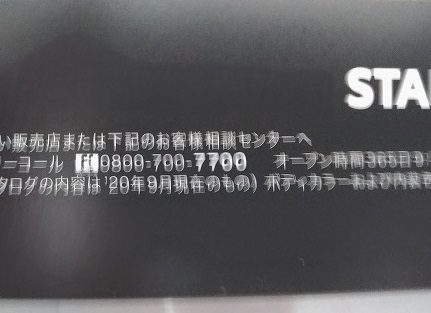 STA
い販売店または下記のお客様相談センターへ
ーコール 0800-700-7700 オープン時間 365日
タログの内容は'20年9月現在のもの) ボディカラーおよび内装